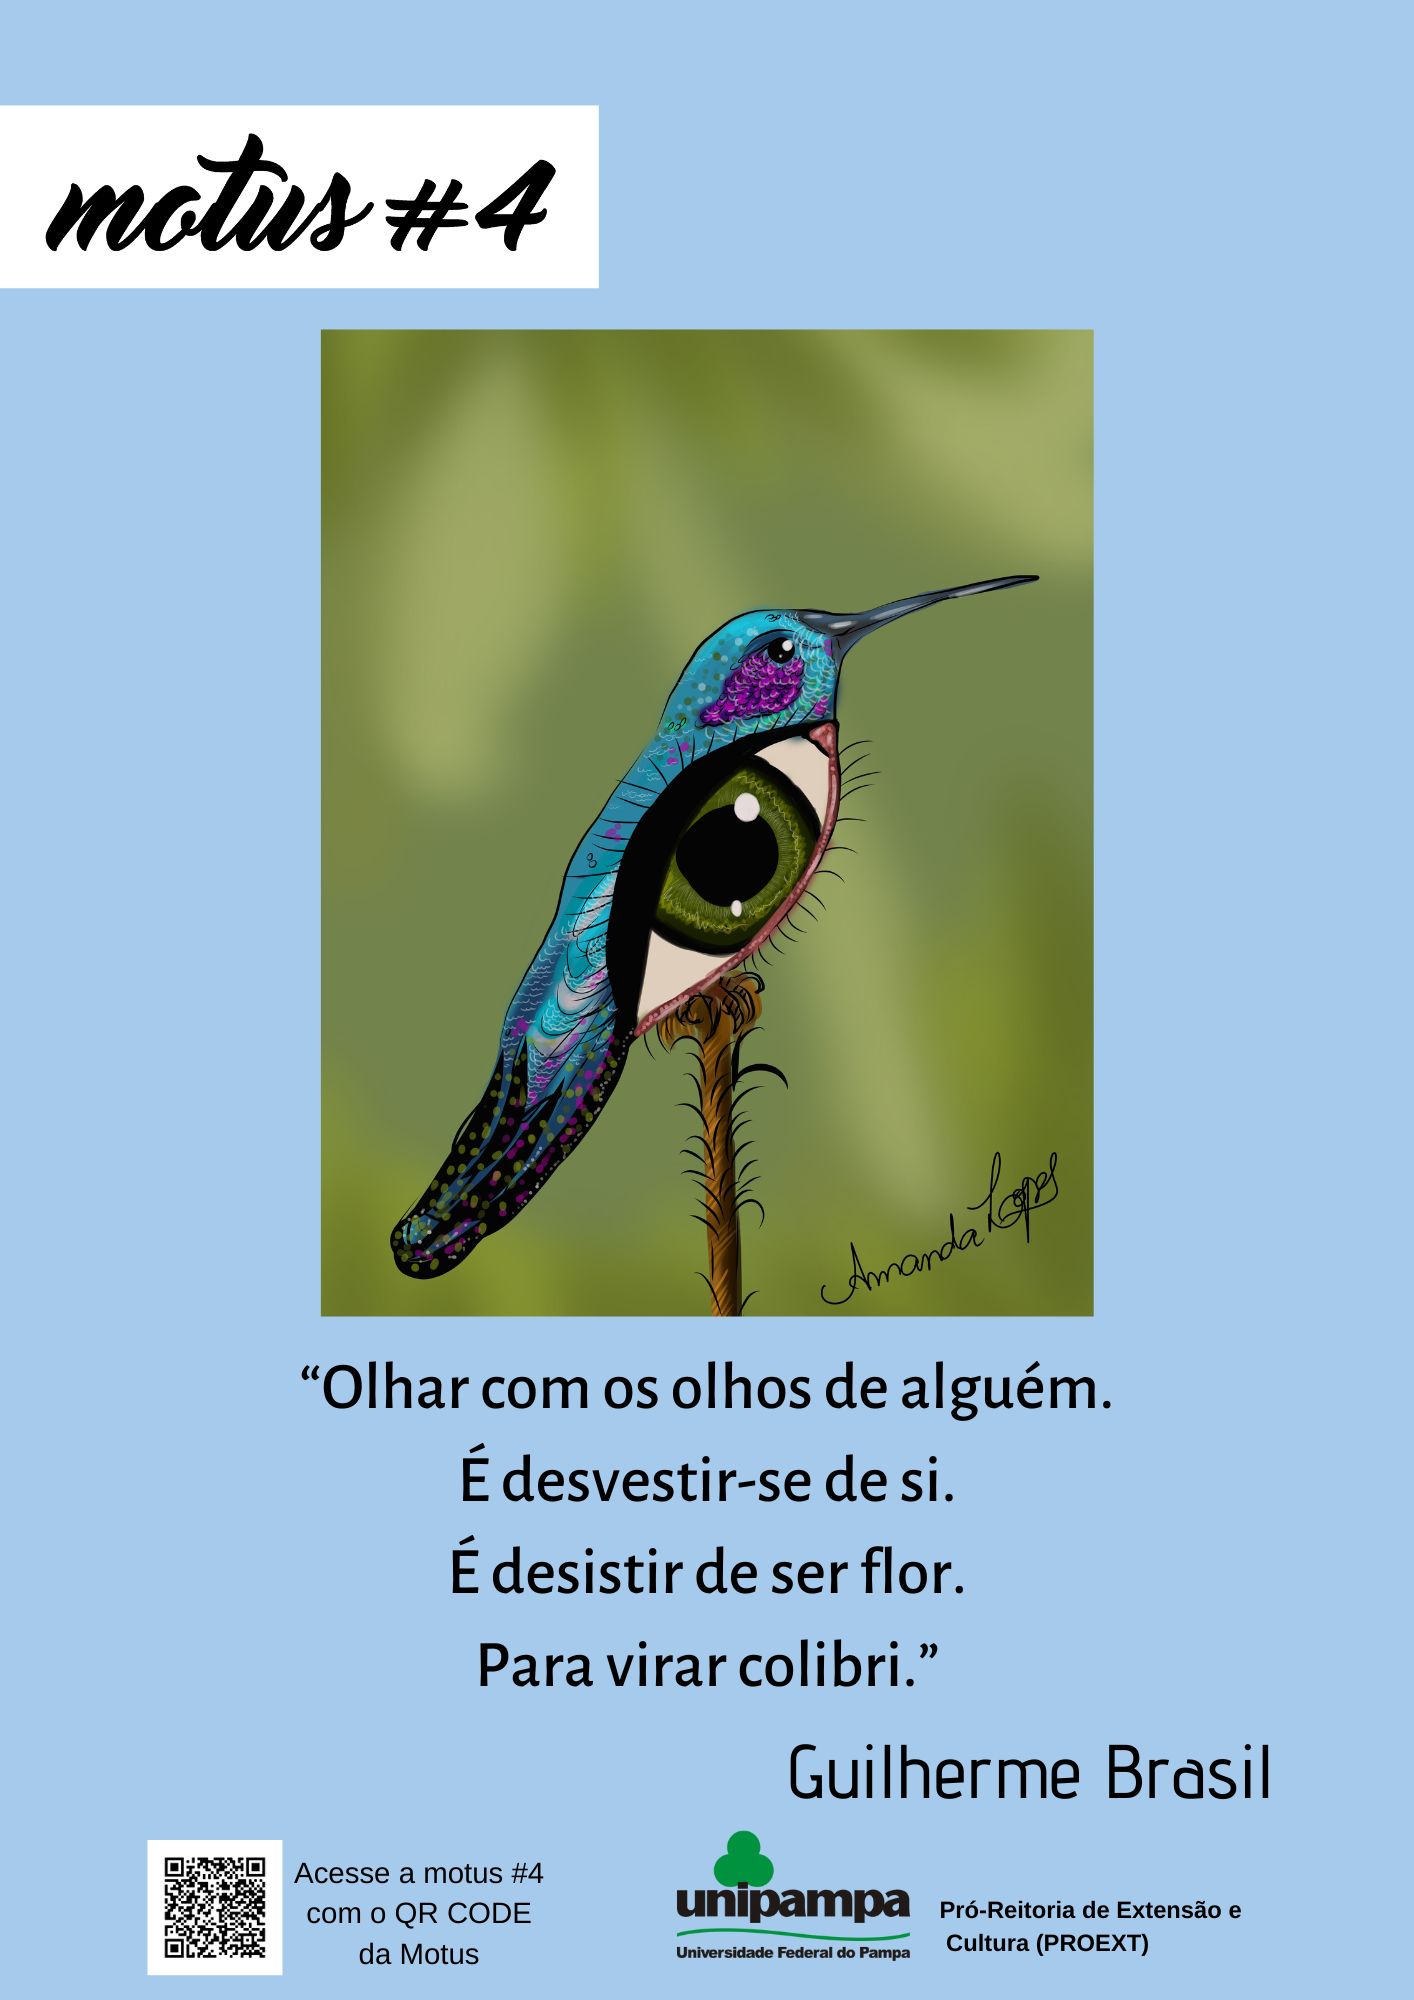 motus #4
Amanda Lopes
“Olhar com os olhos de alguém.
É desvestir-se de si.
É desistir de ser flor.
Para virar colibri.”
Guilherme Brasil
Acesse a motus #4
com o QR CODE
da Motus
unipampa
Universidade Federal do Pampa
Pró-Reitoria de Extensão e
Cultura (PROEXT)